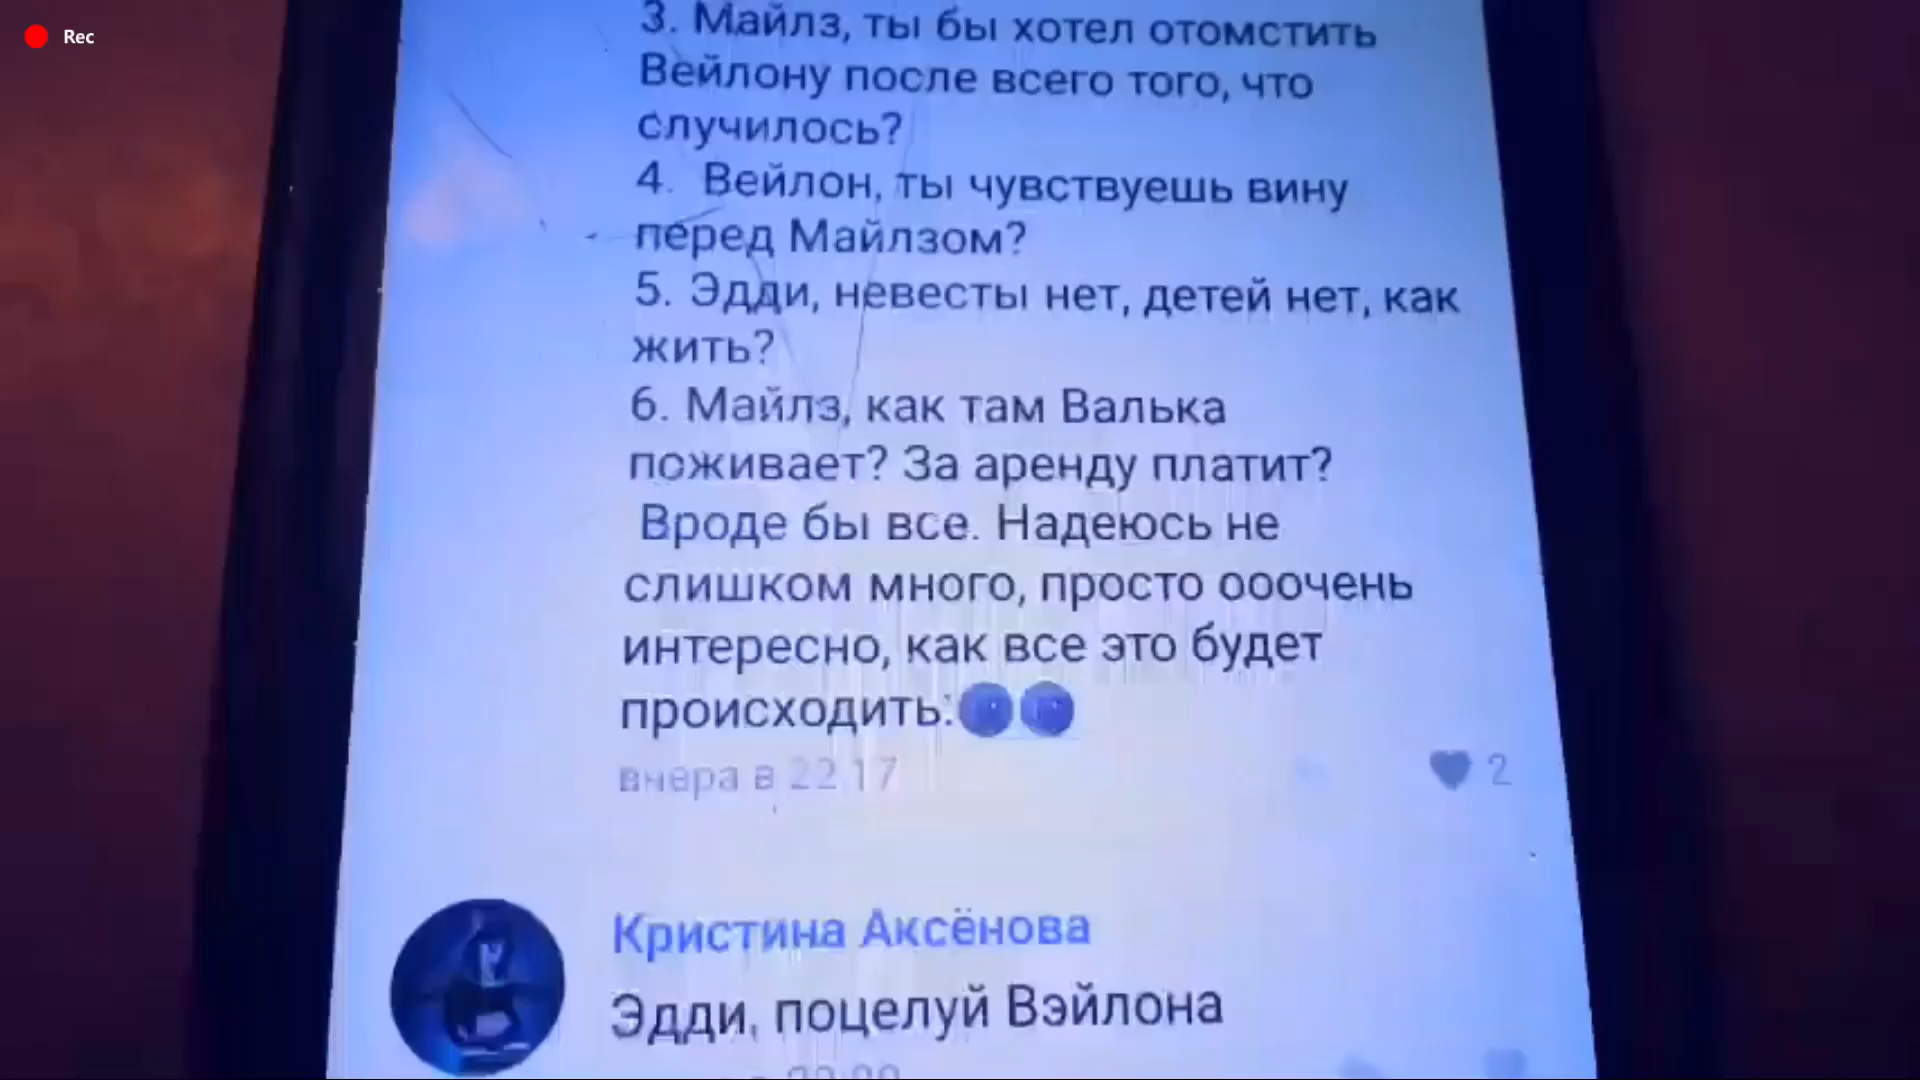 Rec
3. Майлз, ты бы хотел отомстить
Вейлону после всего того, что
случилось?
4. Вейлон, ты чувствуешь вину
перед Майлзом?
5. Эдди, невесты нет, детей нет, как
жить?
6. Майлз, как там Валька
поживает? За аренду платит?
Вроде бы все. Надеюсь не
слишком много, просто ооочень
интересно, как все это будет
происходить:
вчера в 22:17
2
Кристина Аксёнова
Эдди, поцелуй Вэйлона